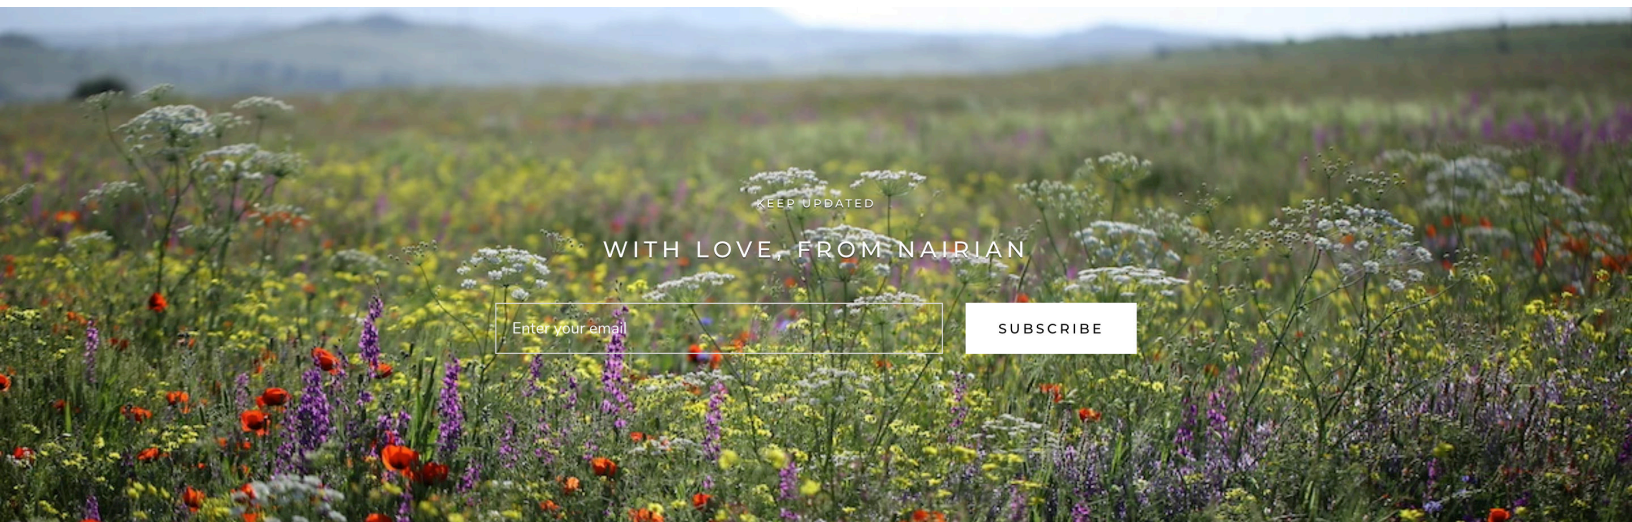 KEEP UPDATED
WITH LOVE, FROM NAIRIAN
Enter your email
SUBSCRIBE